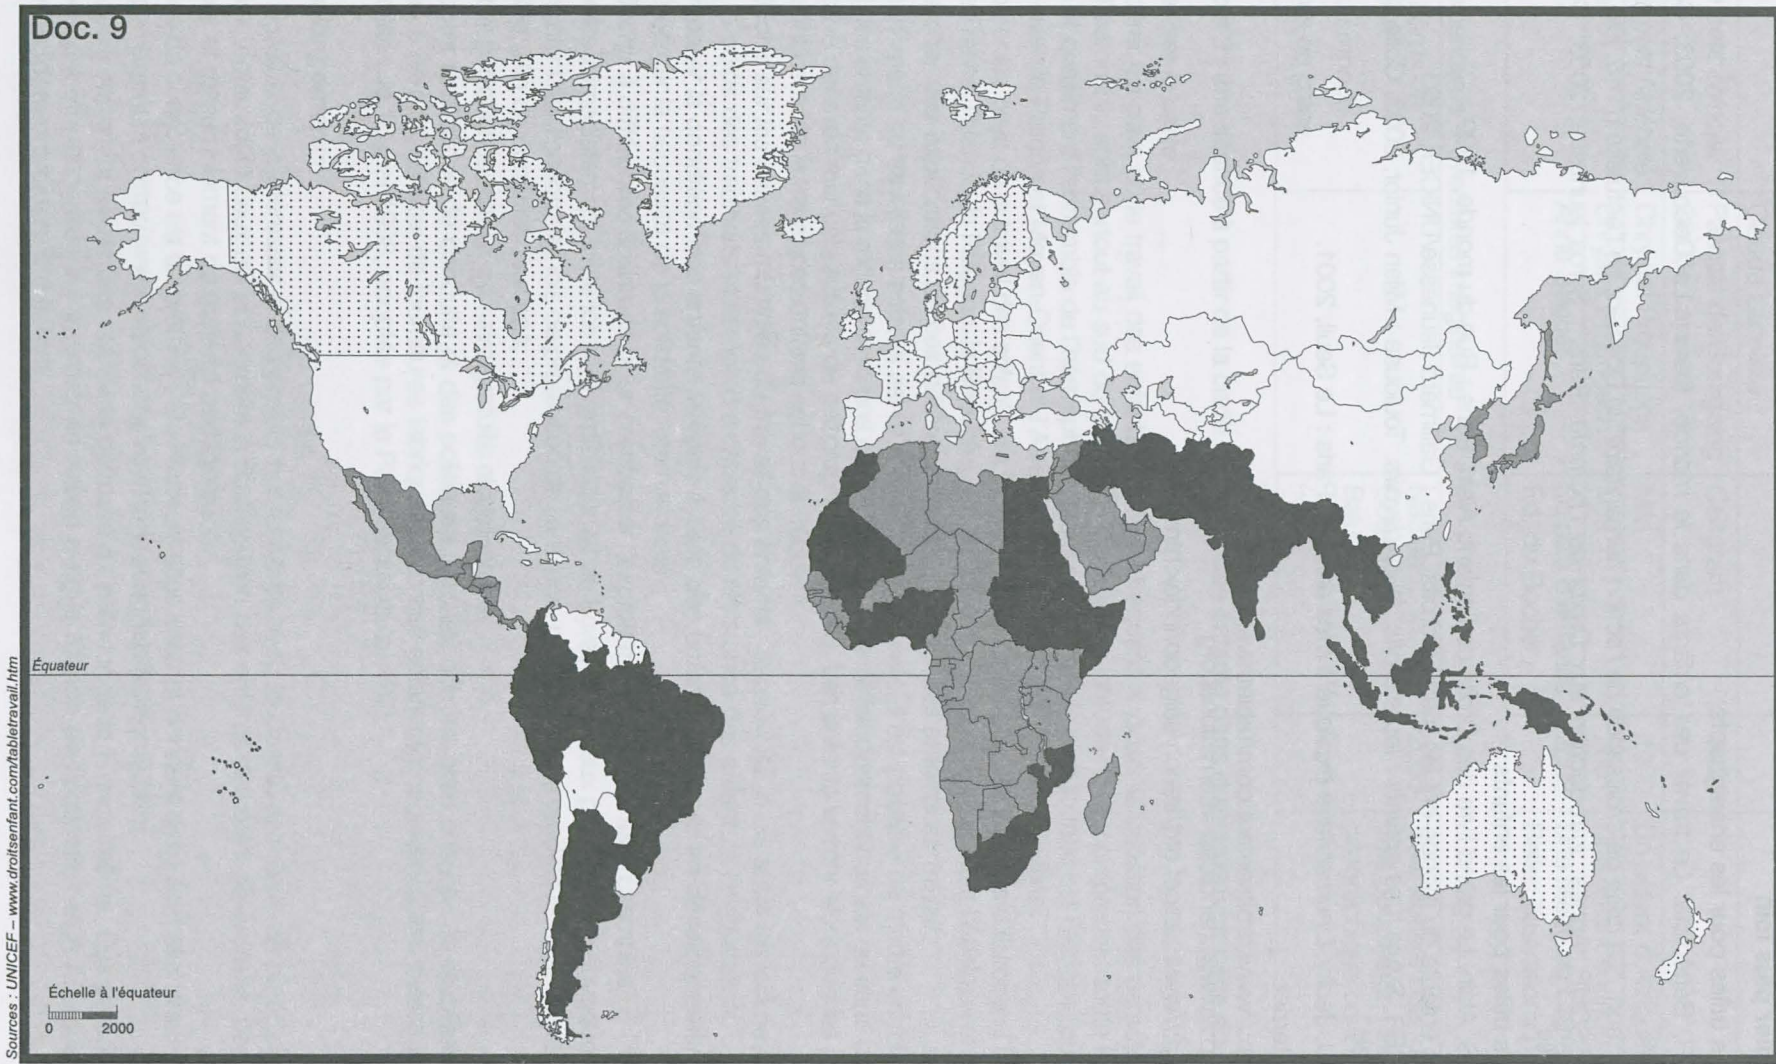 Doc. 9
Équateur
Échelle à l'équateur
0 2000
Sources : UNICEF – www.droitsenfant.com/tabletravail.htm